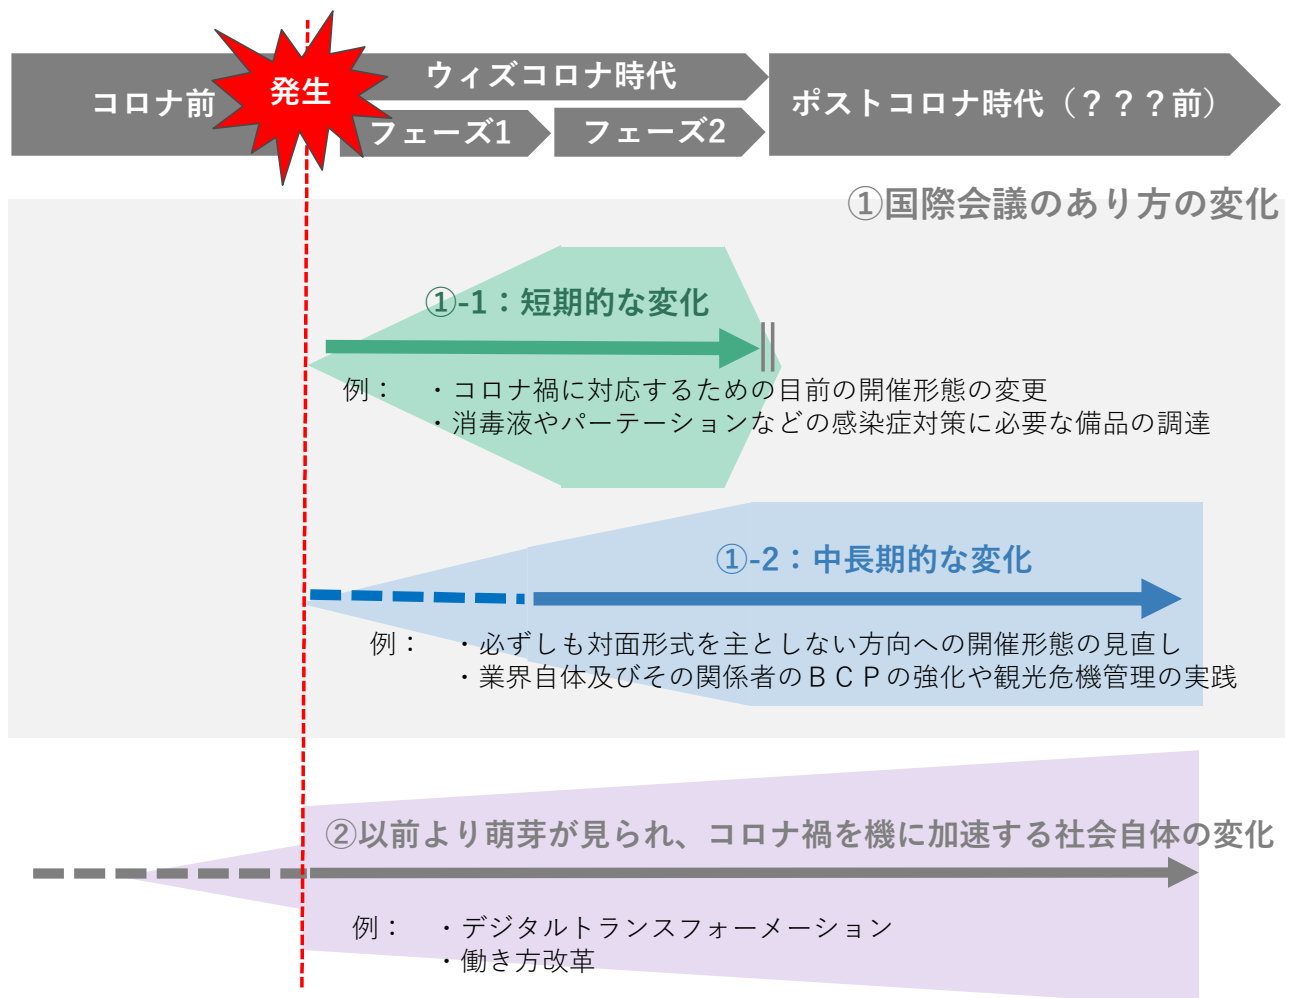 コロナ前
発生
ウィズコロナ時代
フェーズ1
フェーズ2
ポストコロナ時代（？？？前）
①国際会議のあり方の変化
①-1：短期的な変化
例：　・コロナ禍に対応するための目前の開催形態の変更
・消毒液やパーテーションなどの感染症対策に必要な備品の調達
①-2：中長期的な変化
例：　・必ずしも対面形式を主としない方向への開催形態の見直し
・業界自体及びその関係者のＢＣＰの強化や観光危機管理の実践
②以前より萌芽が見られ、コロナ禍を機に加速する社会自体の変化
例：　・デジタルトランスフォーメーション
・働き方改革